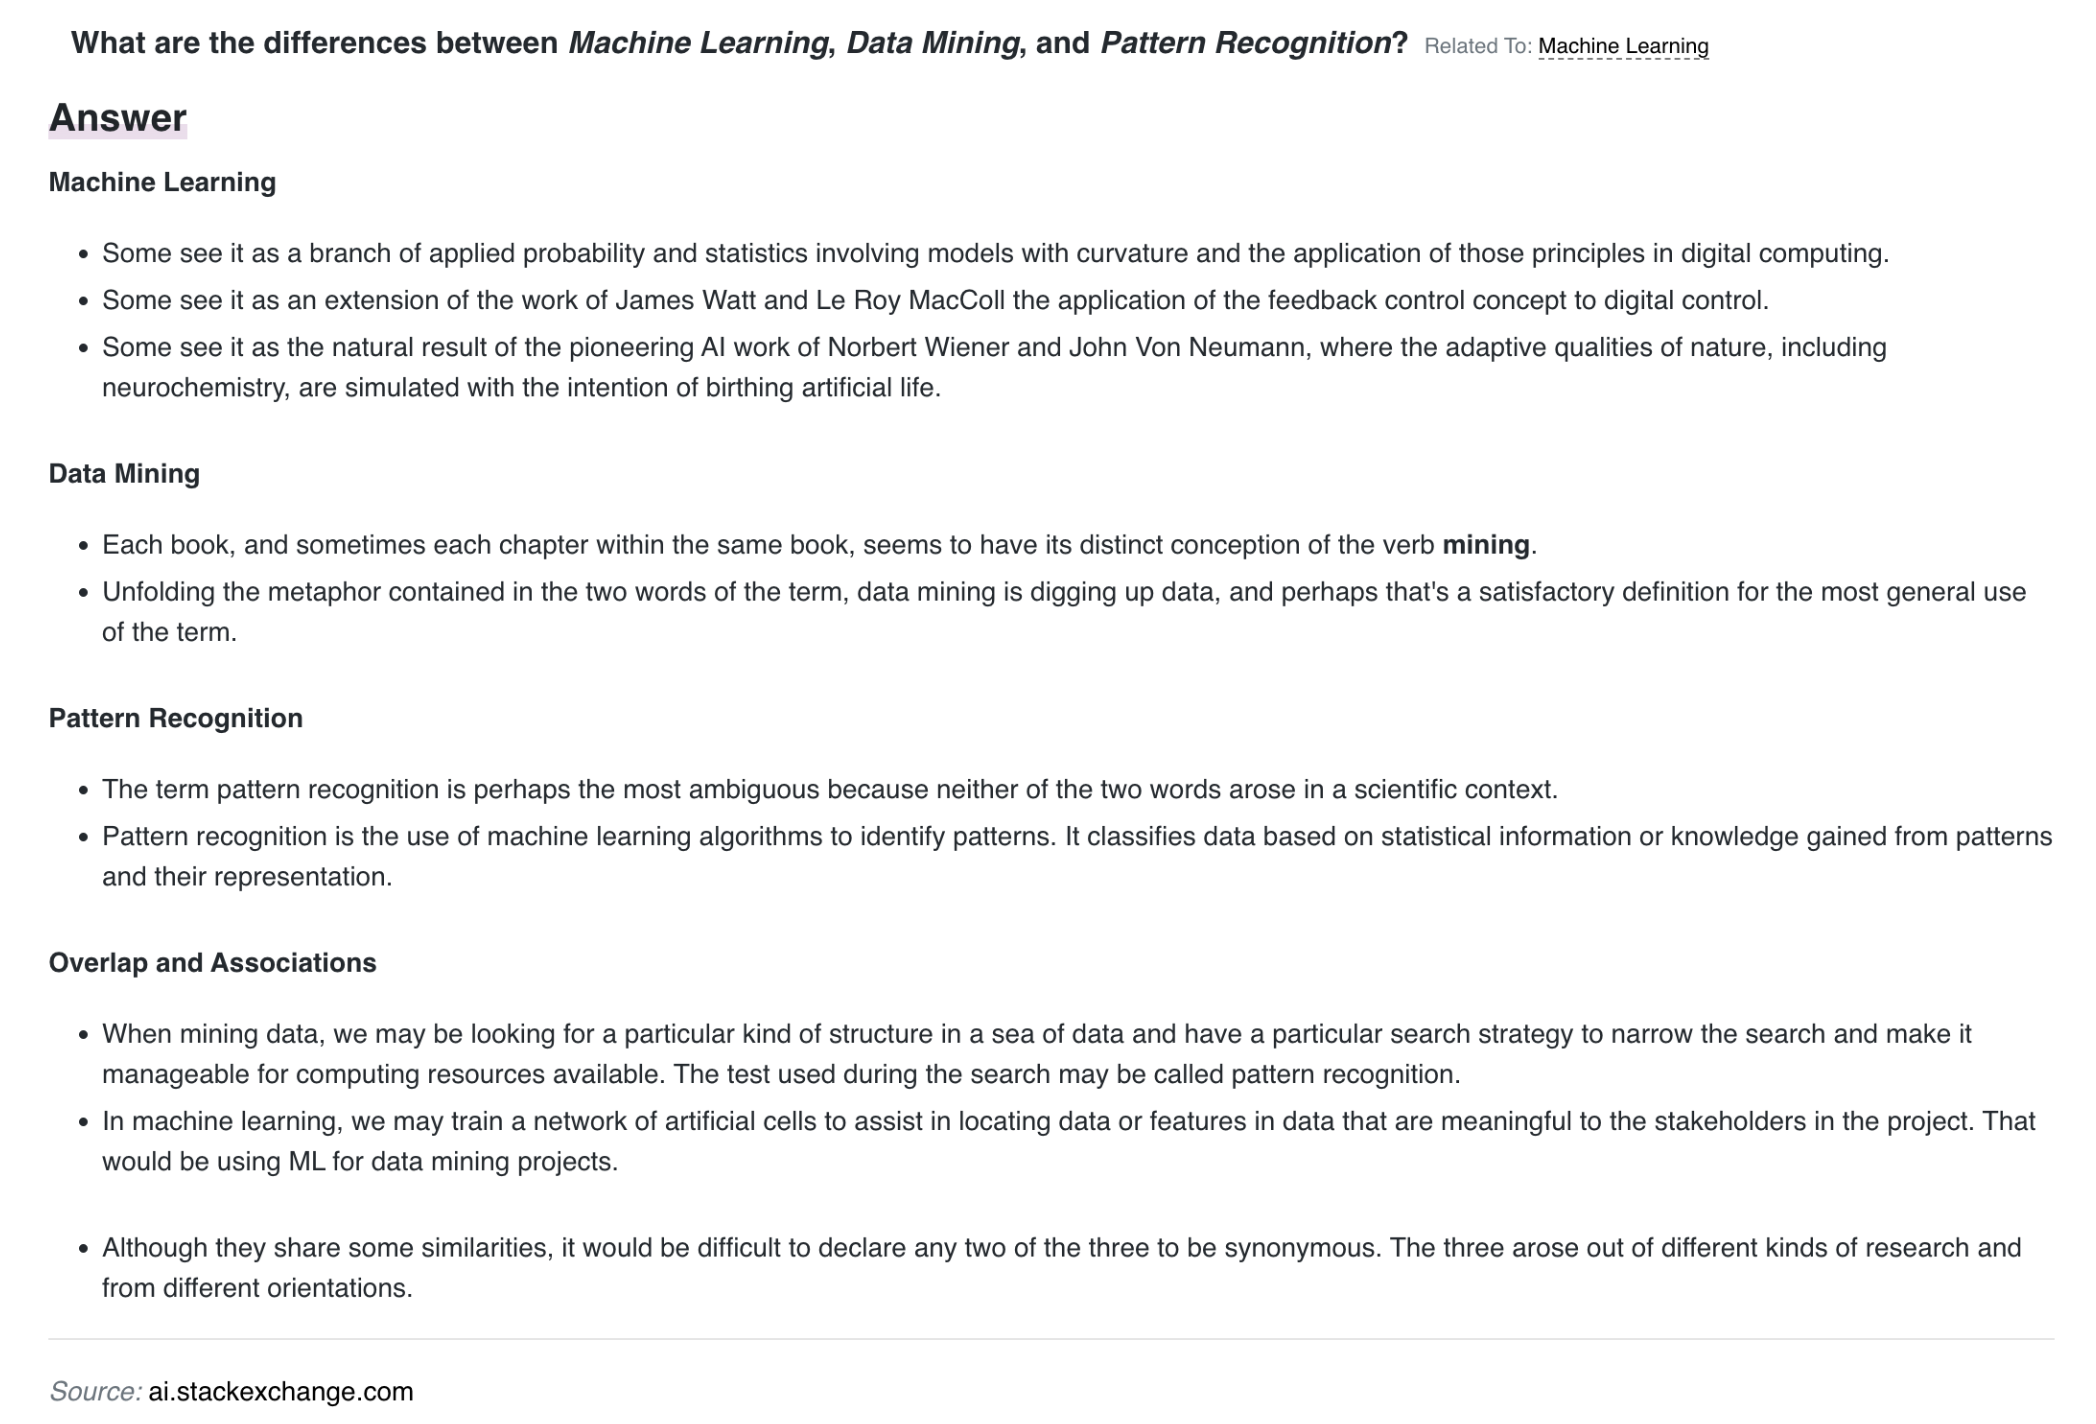 What are the differences between Machine Learning, Data Mining, and Pattern Recognition? Related To: Machine Learning
Answer
Machine Learning
• Some see it as a branch of applied probability and statistics involving models with curvature and the application of those principles in digital computing.
• Some see it as an extension of the work of James Watt and Le Roy MacColl the application of the feedback control concept to digital control.
• Some see it as the natural result of the pioneering AI work of Norbert Wiener and John Von Neumann, where the adaptive qualities of nature, including
neurochemistry, are simulated with the intention of birthing artificial life.
Data Mining
• Each book, and sometimes each chapter within the same book, seems to have its distinct conception of the verb mining.
• Unfolding the metaphor contained in the two words of the term, data mining is digging up data, and perhaps that's a satisfactory definition for the most general use
of the term.
Pattern Recognition
• The term pattern recognition is perhaps the most ambiguous because neither of the two words arose in a scientific context.
• Pattern recognition is the use of machine learning algorithms to identify patterns. It classifies data based on statistical information or knowledge gained from patterns
and their representation.
Overlap and Associations
• When mining data, we may be looking for a particular kind of structure in a sea of data and have a particular search strategy to narrow the search and make it
manageable for computing resources available. The test used during the search may be called pattern recognition.
• In machine learning, we may train a network of artificial cells to assist in locating data or features in data that are meaningful to the stakeholders in the project. That
would be using ML for data mining projects.
• Although they share some similarities, it would be difficult to declare any two of the three to be synonymous. The three arose out of different kinds of research and
from different orientations.
Source: ai.stackexchange.com